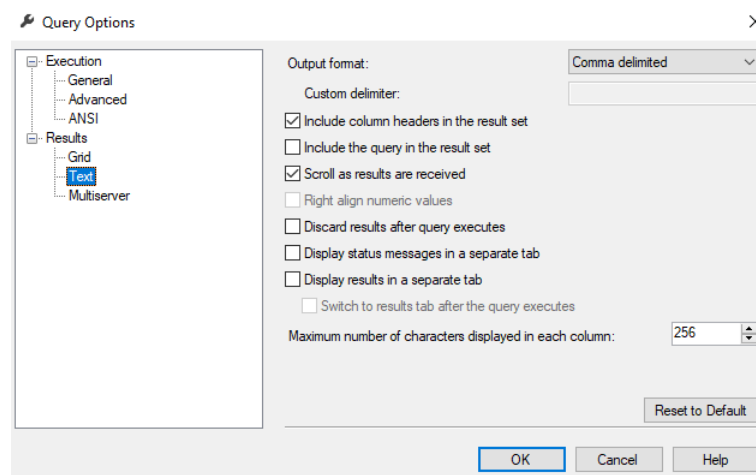 Query Options
Execution
General
Advanced
ANSI
Results
Grid
Text
Multiserver
Output format: Comma delimited
Custom delimiter:
Include column headers in the result set
Include the query in the result set
Scroll as results are received
Right align numeric values
Discard results after query executes
Display status messages in a separate tab
Display results in a separate tab
Switch to results tab after the query executes
Maximum number of characters displayed in each column: 256
Reset to Default
OK Cancel Help